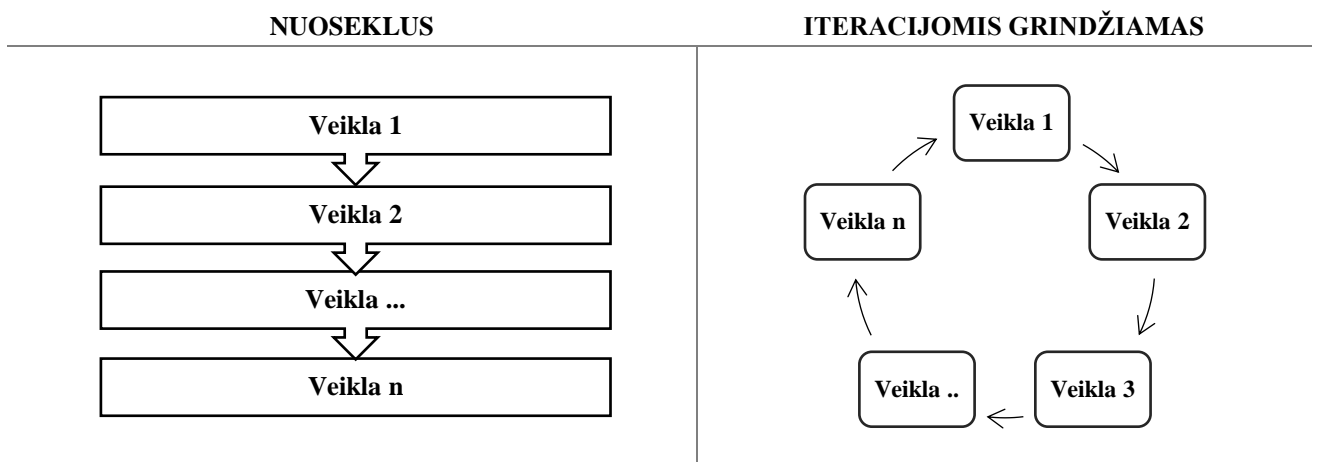 NUOSEKLUS
Veikla 1
Veikla 2
Veikla ...
Veikla n
ITERACIJOMIS GRINDŽIAMAS
Veikla 1
Veikla 2
Veikla 3
Veikla ..
Veikla n